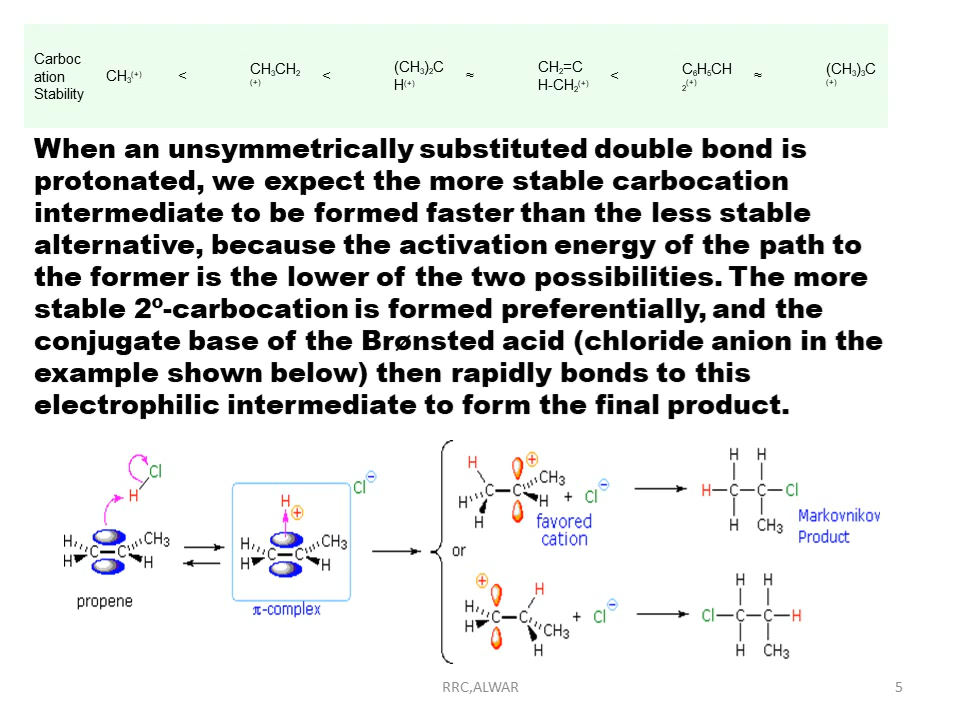 Carboc
ation
Stability
CH₃⁽⁺⁾ < CH₃CH₂⁽⁺⁾ < (CH₃)₂CH⁽⁺⁾ ≈ CH₂=CH-CH₂⁽⁺⁾ < C₆H₅CH₂⁽⁺⁾ ≈ (CH₃)₃C⁽⁺⁾
When an unsymmetrically substituted double bond is
protonated, we expect the more stable carbocation
intermediate to be formed faster than the less stable
alternative, because the activation energy of the path to
the former is the lower of the two possibilities. The more
stable 2º-carbocation is formed preferentially, and the
conjugate base of the Brønsted acid (chloride anion in the
example shown below) then rapidly bonds to this
electrophilic intermediate to form the final product.
H Cl
H H C=C CH₃ H
propene
H ⊕
H H C=C CH₃ H
Cl⊖
π-complex
or
H ⊕
H H C–C CH₃ H + Cl⊖
favored
cation
H H
H–C–C–Cl
H CH₃
Markovnikov
Product
⊕ H
H H C–C CH₃ H + Cl⊖
H H
Cl–C–C–H
H CH₃
RRC,ALWAR
5